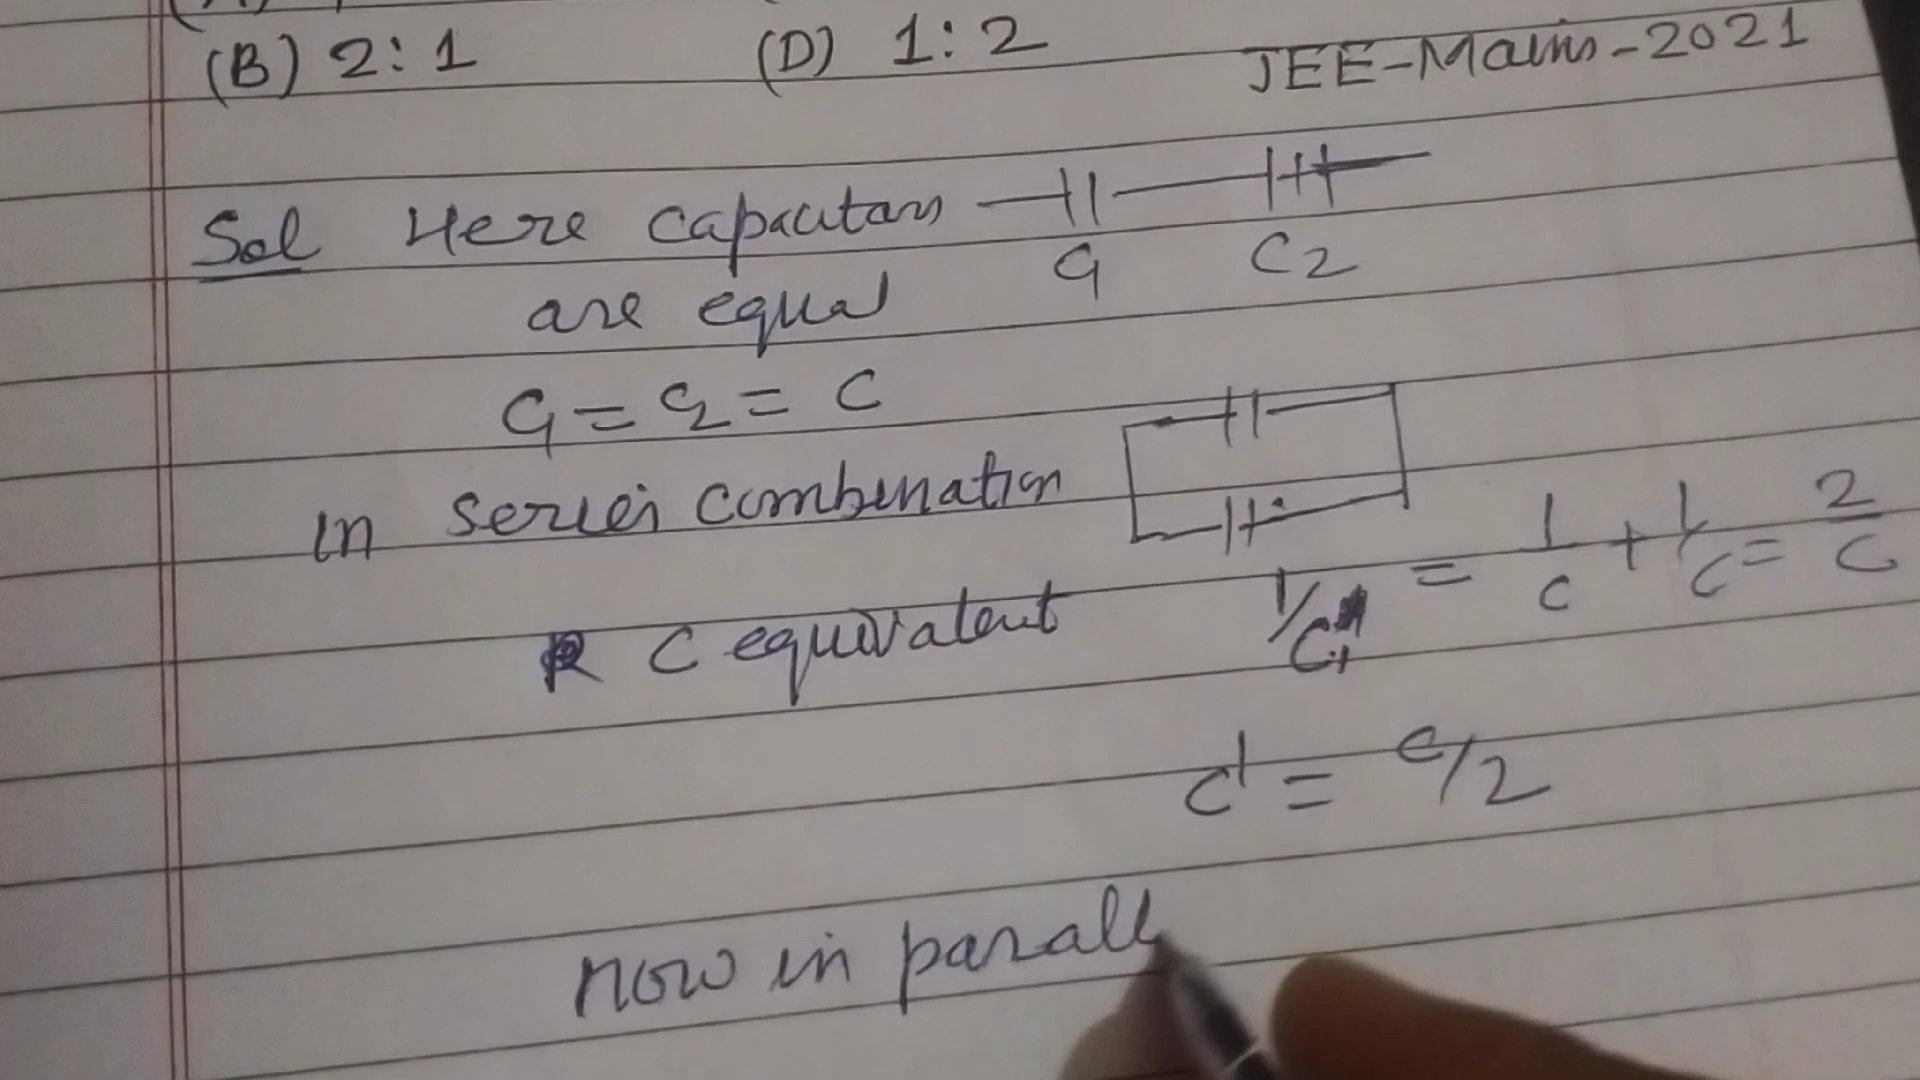 (B) 2:1 (D) 1:2 JEE-Mains-2021
Sol Here capacitors
C1 C2
are equal
C1 = C2 = C
In series combination
1/C1 = 1/C + 1/C = 2/C
C equivalent
C' = C/2
now in parall